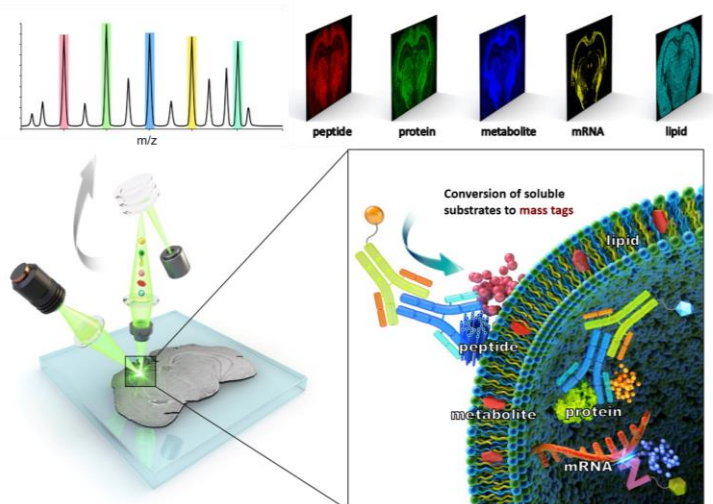 m/z
peptide
protein
metabolite
mRNA
lipid
Conversion of soluble
substrates to mass tags
lipid
peptide
metabolite
protein
mRNA